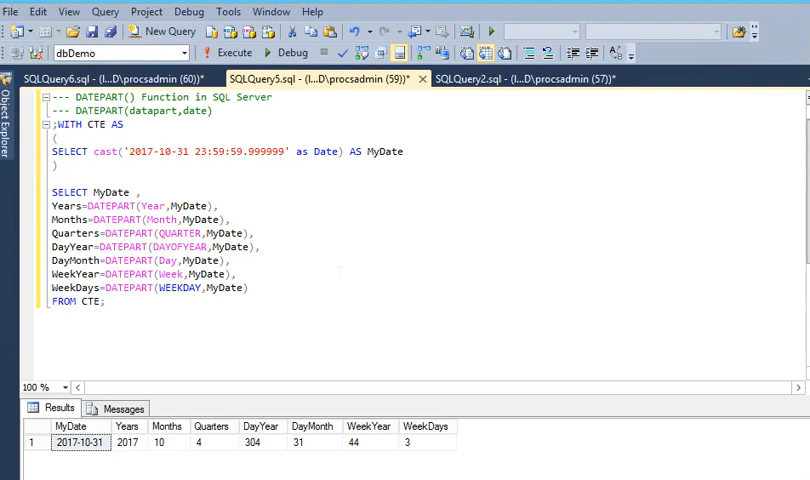 File Edit View Query Project Debug Tools Window Help
New Query
dbDemo Execute Debug
SQLQuery6.sql - (l...D\procsadmin (60))* SQLQuery5.sql - (l...D\procsadmin (59))* SQLQuery2.sql - (l...D\procsadmin (57))*
Object Explorer
--- DATEPART() Function in SQL Server
--- DATEPART(datapart,date)
;WITH CTE AS
(
SELECT cast('2017-10-31 23:59:59.999999' as Date) AS MyDate
)
SELECT MyDate ,
Years=DATEPART(Year,MyDate),
Months=DATEPART(Month,MyDate),
Quarters=DATEPART(QUARTER,MyDate),
DayYear=DATEPART(DAYOFYEAR,MyDate),
DayMonth=DATEPART(Day,MyDate),
WeekYear=DATEPART(Week,MyDate),
WeekDays=DATEPART(WEEKDAY,MyDate)
FROM CTE;
100 %
Results Messages
MyDate Years Months Quarters DayYear DayMonth WeekYear WeekDays
1 2017-10-31 2017 10 4 304 31 44 3